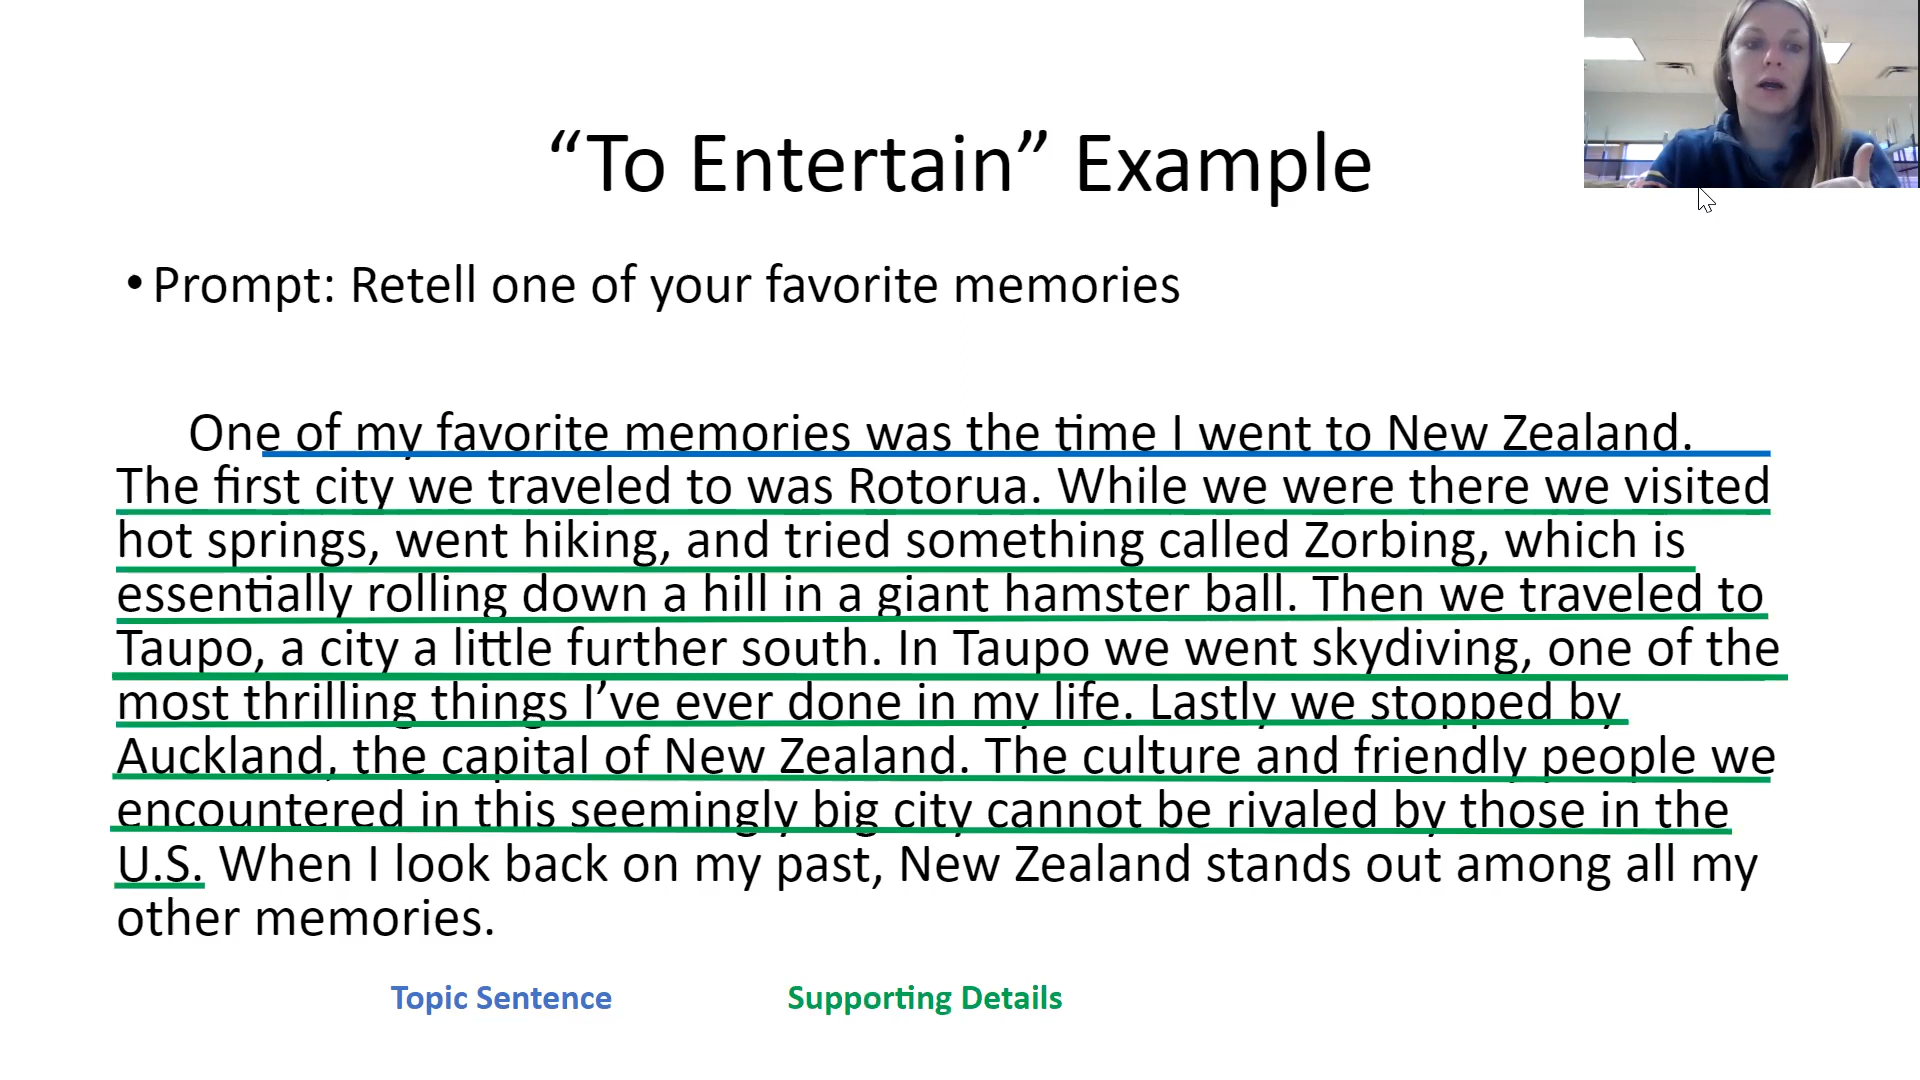 “To Entertain” Example
• Prompt: Retell one of your favorite memories
One of my favorite memories was the time I went to New Zealand.
The first city we traveled to was Rotorua. While we were there we visited
hot springs, went hiking, and tried something called Zorbing, which is
essentially rolling down a hill in a giant hamster ball. Then we traveled to
Taupo, a city a little further south. In Taupo we went skydiving, one of the
most thrilling things I’ve ever done in my life. Lastly we stopped by
Auckland, the capital of New Zealand. The culture and friendly people we
encountered in this seemingly big city cannot be rivaled by those in the
U.S. When I look back on my past, New Zealand stands out among all my
other memories.
Topic Sentence
Supporting Details